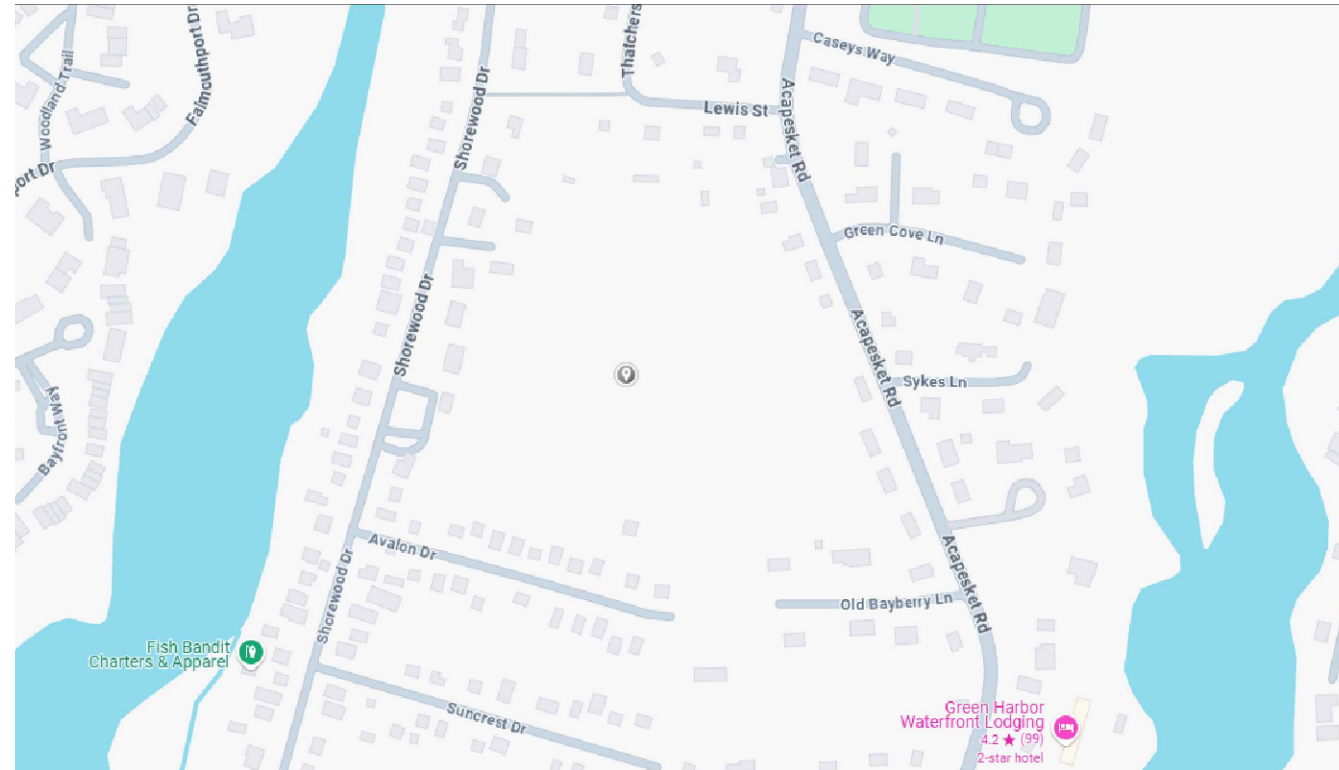 Woodland Trail
Falmouthport Dr
port Dr
Bayfront Way
Shorewood Dr
Thatchers
Lewis St
Caseys Way
Acapesket Rd
Green Cove Ln
Shorewood Dr
Acapesket Rd
Sykes Ln
Avalon Dr
Shorewood Dr
Acapesket Rd
Old Bayberry Ln
Fish Bandit
Charters & Apparel
Suncrest Dr
Green Harbor
Waterfront Lodging
4.2 ★ (99)
2-star hotel